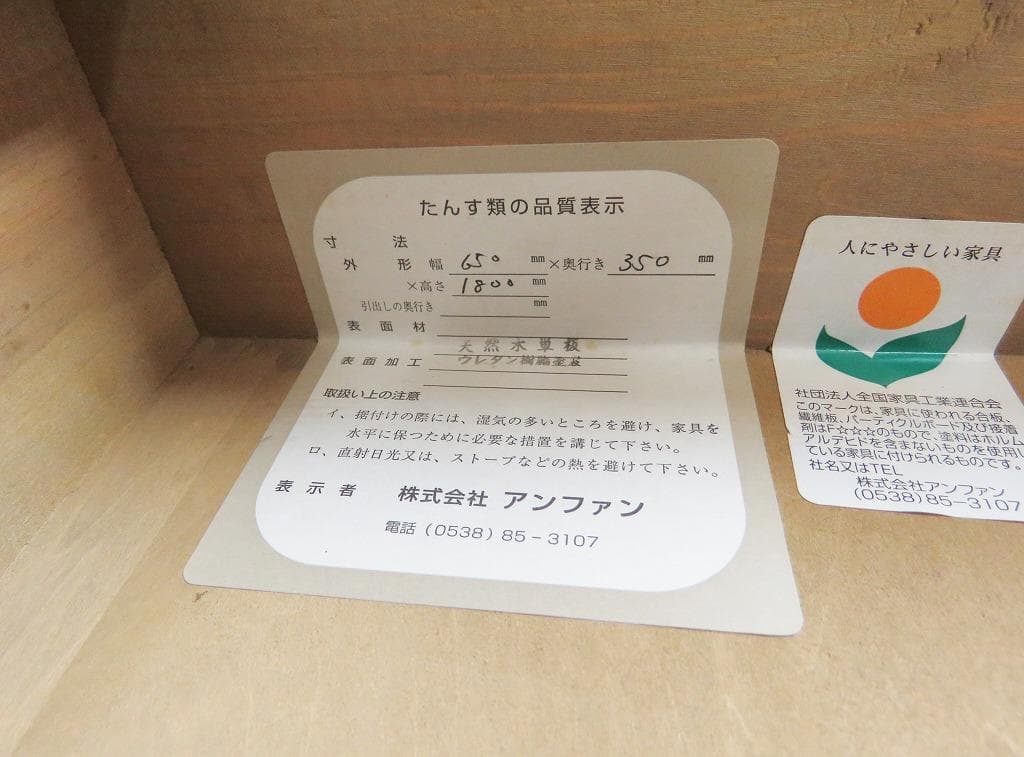 たんす類の品質表示
寸法
外形幅 650 mm×奥行き 350 mm
×高さ 1800 mm
引出しの奥行き mm
表面材 天然木単板
表面加工 ウレタン樹脂塗装
取扱い上の注意
イ、据付けの際には、湿気の多いところを避け、家具を
水平に保つために必要な措置を講じて下さい。
ロ、直射日光又は、ストーブなどの熱を避けて下さい。
表示者 株式会社 アンファン
電話（0538）85－3107
人にやさしい家具
社団法人全国家具工業連合会
このマークは、家具に使われる合板、
繊維板、パーティクルボード及び接着
剤はF☆☆☆のもので、塗料はホルム
アルデヒドを含まないものを使用し
ている家具に付けられるものです。
社名又はTEL
株式会社アンファン
(0538)85-3107